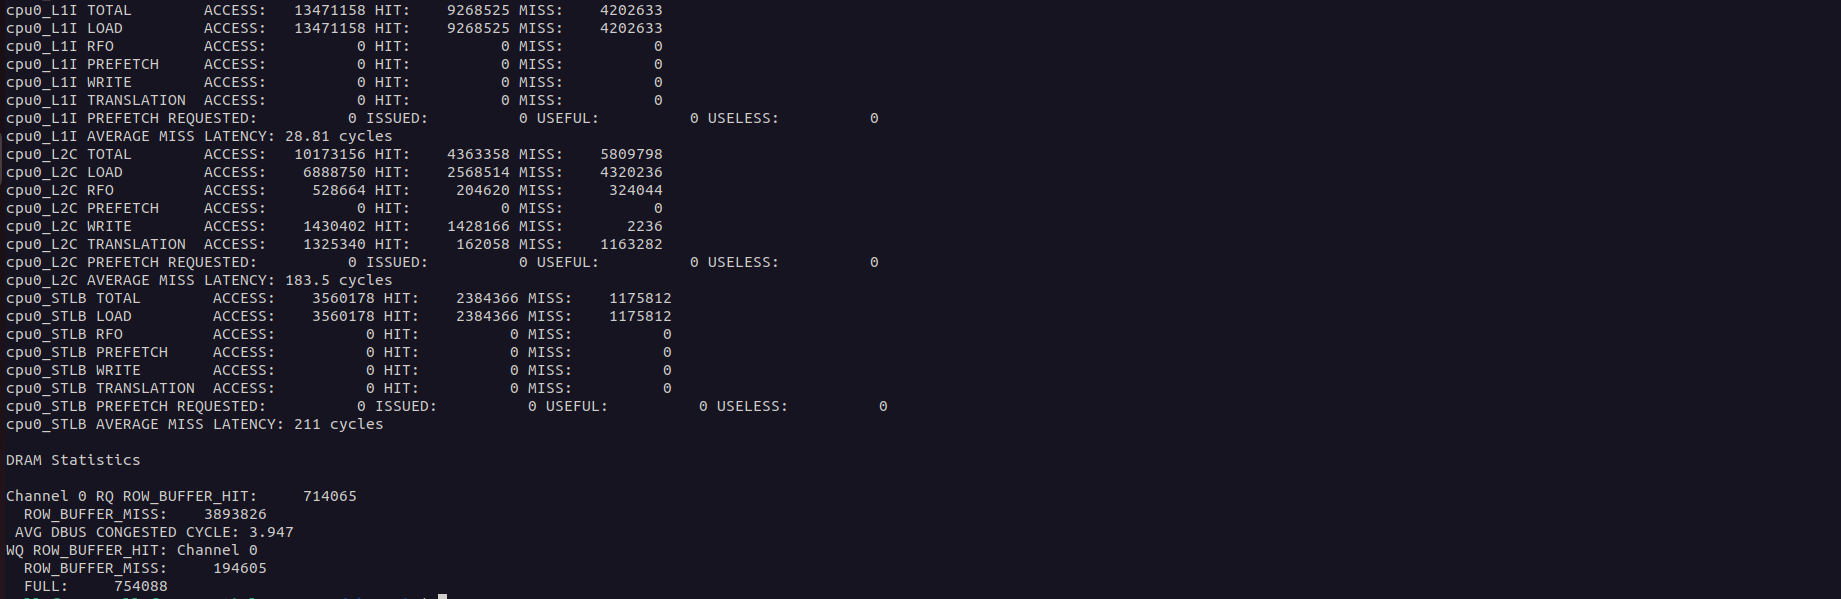 cpu0_L1I TOTAL        ACCESS:   13471158 HIT:    9268525 MISS:    4202633
cpu0_L1I LOAD         ACCESS:   13471158 HIT:    9268525 MISS:    4202633
cpu0_L1I RFO          ACCESS:          0 HIT:          0 MISS:          0
cpu0_L1I PREFETCH     ACCESS:          0 HIT:          0 MISS:          0
cpu0_L1I WRITE        ACCESS:          0 HIT:          0 MISS:          0
cpu0_L1I TRANSLATION  ACCESS:          0 HIT:          0 MISS:          0
cpu0_L1I PREFETCH REQUESTED:          0 ISSUED:          0 USEFUL:          0 USELESS:          0
cpu0_L1I AVERAGE MISS LATENCY: 28.81 cycles
cpu0_L2C TOTAL        ACCESS:   10173156 HIT:    4363358 MISS:    5809798
cpu0_L2C LOAD         ACCESS:    6888750 HIT:    2568514 MISS:    4320236
cpu0_L2C RFO          ACCESS:     528664 HIT:     204620 MISS:     324044
cpu0_L2C PREFETCH     ACCESS:          0 HIT:          0 MISS:          0
cpu0_L2C WRITE        ACCESS:    1430402 HIT:    1428166 MISS:       2236
cpu0_L2C TRANSLATION  ACCESS:    1325340 HIT:     162058 MISS:    1163282
cpu0_L2C PREFETCH REQUESTED:          0 ISSUED:          0 USEFUL:          0 USELESS:          0
cpu0_L2C AVERAGE MISS LATENCY: 183.5 cycles
cpu0_STLB TOTAL        ACCESS:    3560178 HIT:    2384366 MISS:    1175812
cpu0_STLB LOAD         ACCESS:    3560178 HIT:    2384366 MISS:    1175812
cpu0_STLB RFO          ACCESS:          0 HIT:          0 MISS:          0
cpu0_STLB PREFETCH     ACCESS:          0 HIT:          0 MISS:          0
cpu0_STLB WRITE        ACCESS:          0 HIT:          0 MISS:          0
cpu0_STLB TRANSLATION  ACCESS:          0 HIT:          0 MISS:          0
cpu0_STLB PREFETCH REQUESTED:          0 ISSUED:          0 USEFUL:          0 USELESS:          0
cpu0_STLB AVERAGE MISS LATENCY: 211 cycles
DRAM Statistics
Channel 0 RQ ROW_BUFFER_HIT:     714065
  ROW_BUFFER_MISS:    3893826
 AVG DBUS CONGESTED CYCLE: 3.947
WQ ROW_BUFFER_HIT: Channel 0
  ROW_BUFFER_MISS:     194605
  FULL:     754088